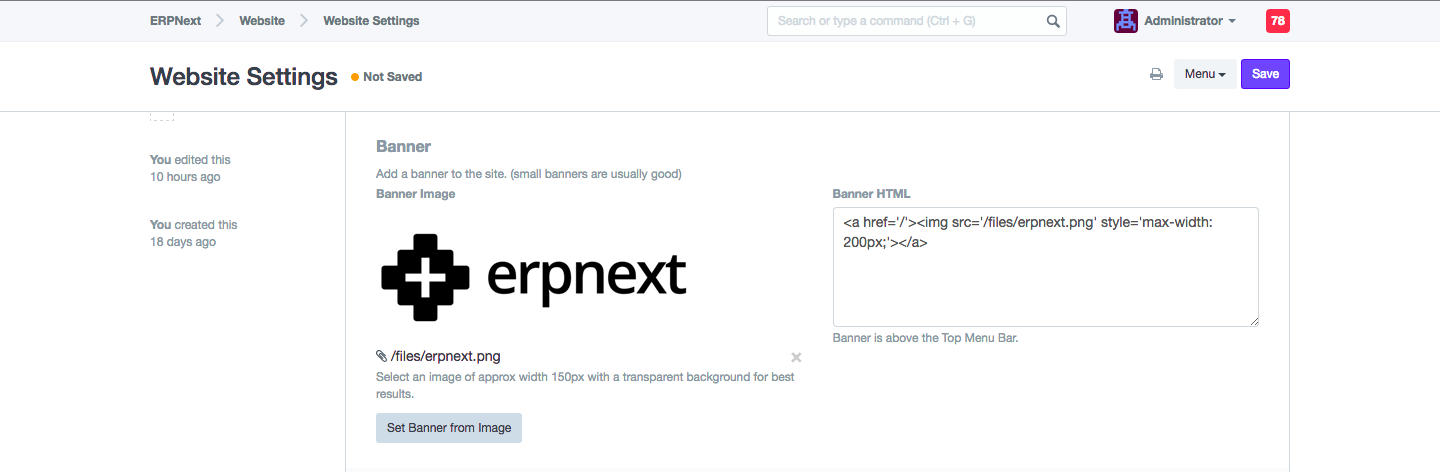 ERPNext
Website
Website Settings
Search or type a command (Ctrl + G)
Administrator
78
Website Settings
Not Saved
Menu
Save
You edited this
10 hours ago
You created this
18 days ago
Banner
Add a banner to the site. (small banners are usually good)
Banner Image
erpnext
/files/erpnext.png
Select an image of approx width 150px with a transparent background for best
results.
Set Banner from Image
Banner HTML
<a href='/'><img src='/files/erpnext.png' style='max-width:
200px;'></a>
Banner is above the Top Menu Bar.